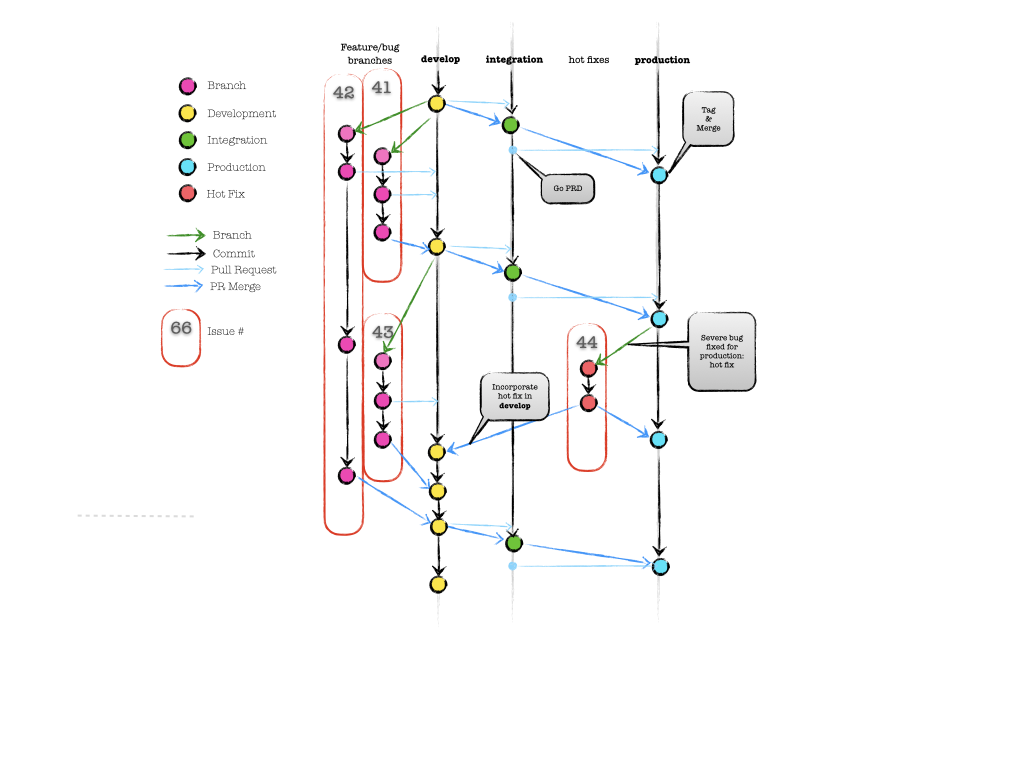 Feature/bug
branches
develop
integration
hot fixes
production
42
41
Branch
Development
Integration
Production
Hot Fix
Tag
&
Merge
Go PRD
Branch
Commit
Pull Request
PR Merge
66
Issue #
43
44
Severe bug
fixed for
production:
hot fix
Incorporate
hot fix in
develop